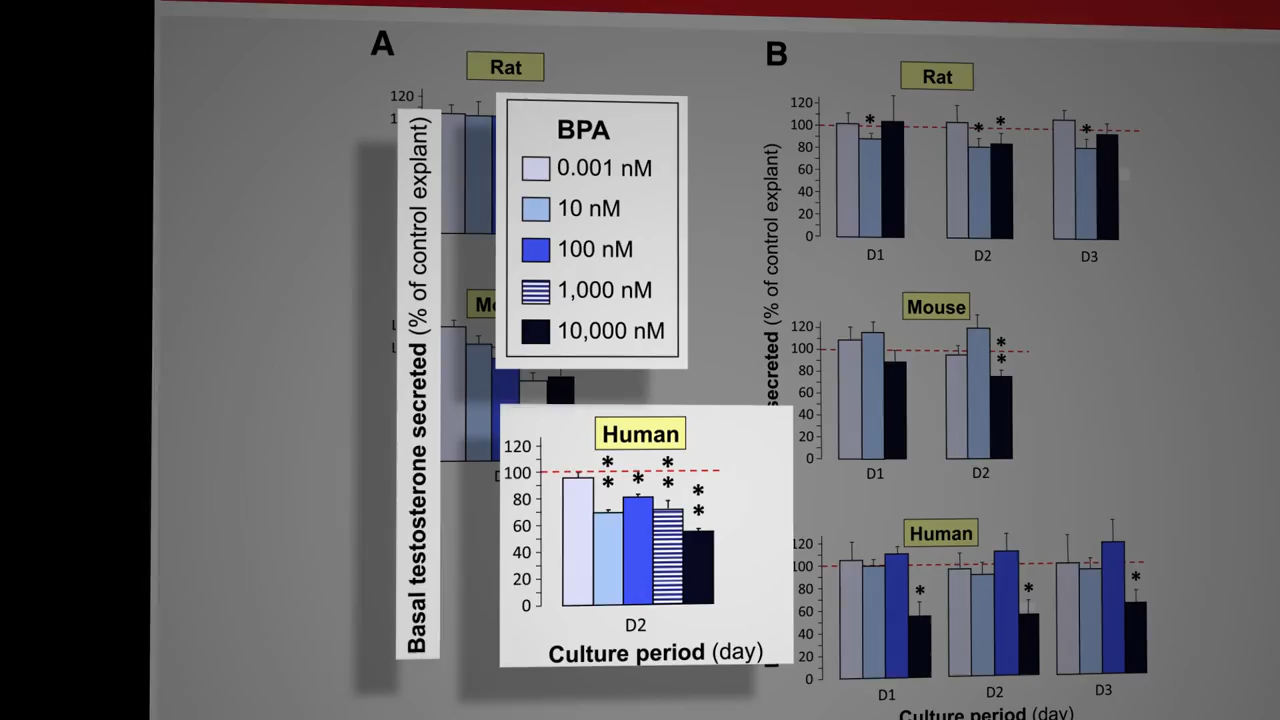 A
Rat
120
Basal testosterone secreted (% of control explant)
BPA
0.001 nM
10 nM
100 nM
1,000 nM
10,000 nM
Human
120
100
80
60
40
20
0
*
*
*
*
*
*
*
D2
Culture period (day)
B
secreted (% of control explant)
Rat
120
100
80
60
40
20
0
*
*
*
*
D1
D2
D3
Mouse
120
100
80
60
40
20
0
*
*
D1
D2
Human
120
100
80
60
40
20
0
*
*
*
D1
D2
D3
Culture period (day)